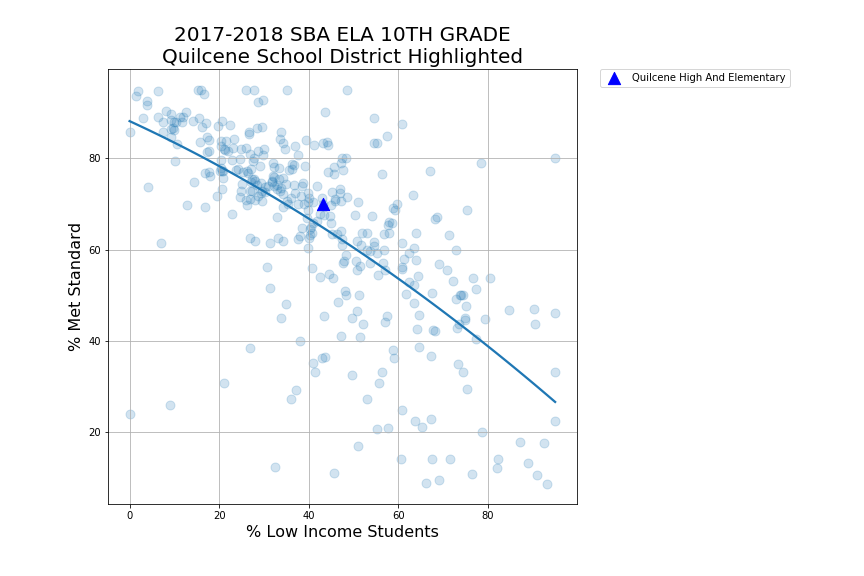 2017-2018 SBA ELA 10TH GRADE
Quilcene School District Highlighted
Quilcene High And Elementary
% Met Standard
80
60
40
20
0
20
40
60
80
% Low Income Students